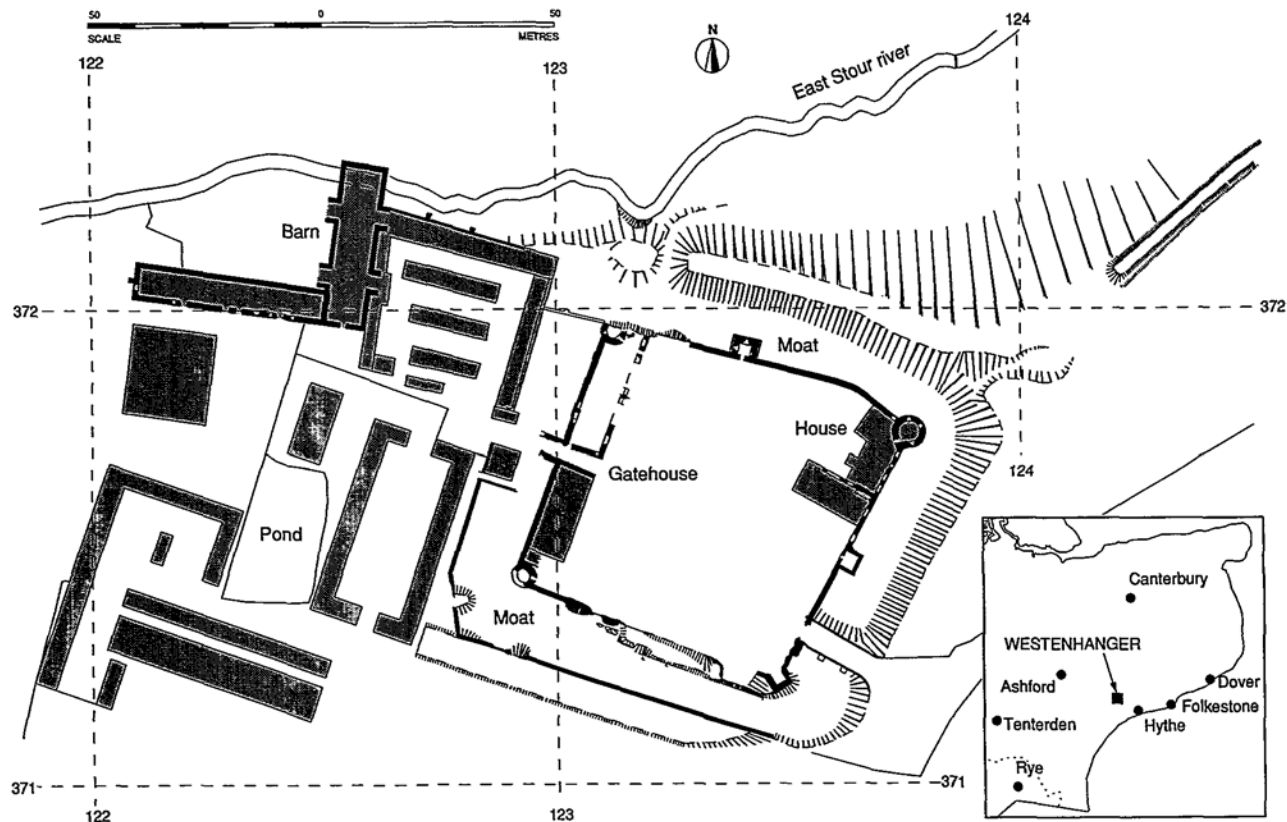 50
0
50
SCALE
METRES
N
124
122
123
East Stour river
Barn
372
372
Moat
House
Gatehouse
124
Pond
Moat
Canterbury
WESTENHANGER
Ashford
Dover
Folkestone
Tenterden
Hythe
Rye
371
371
122
123